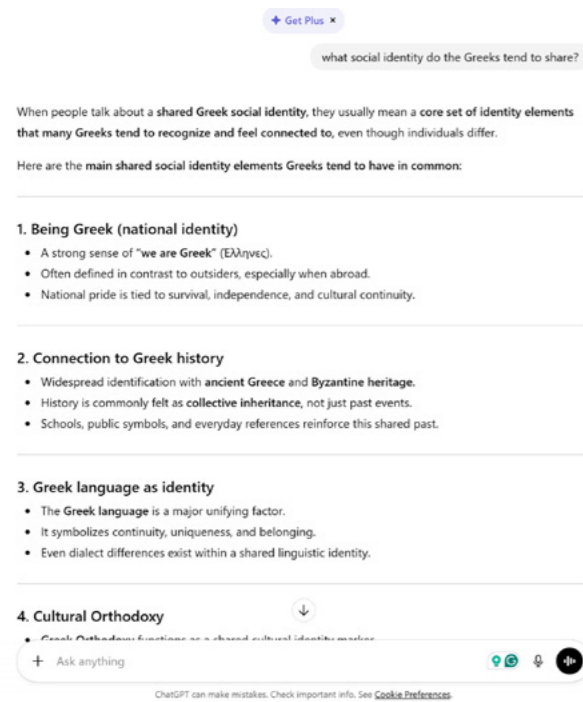 Get Plus ×
what social identity do the Greeks tend to share?
When people talk about a shared Greek social identity, they usually mean a core set of identity elements
that many Greeks tend to recognize and feel connected to, even though individuals differ.
Here are the main shared social identity elements Greeks tend to have in common:
1. Being Greek (national identity)
• A strong sense of "we are Greek" (Έλληνες).
• Often defined in contrast to outsiders, especially when abroad.
• National pride is tied to survival, independence, and cultural continuity.
2. Connection to Greek history
• Widespread identification with ancient Greece and Byzantine heritage.
• History is commonly felt as collective inheritance, not just past events.
• Schools, public symbols, and everyday references reinforce this shared past.
3. Greek language as identity
• The Greek language is a major unifying factor.
• It symbolizes continuity, uniqueness, and belonging.
• Even dialect differences exist within a shared linguistic identity.
4. Cultural Orthodoxy
• Greek Orthodoxy functions as a shared cultural identity marker
Ask anything
ChatGPT can make mistakes. Check important info. See Cookie Preferences.